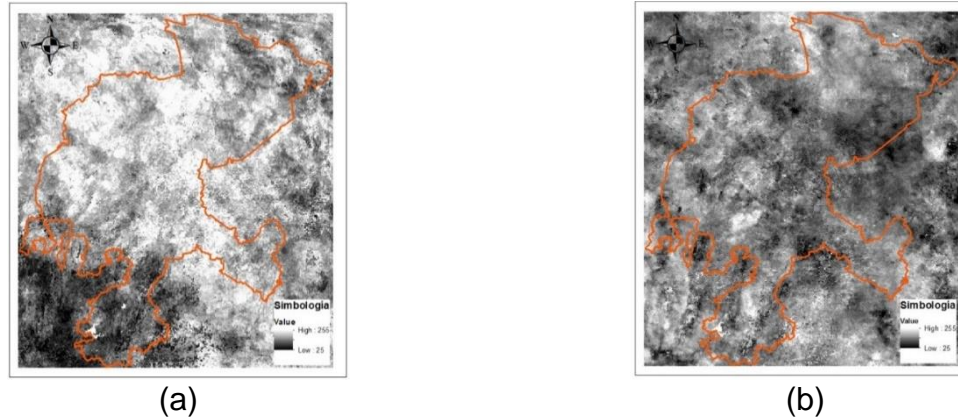 N
W E
S
Simbologia
Value
High : 255
Low : 25
(a)
N
W E
S
Simbologia
Value
High : 255
Low : 25
(b)